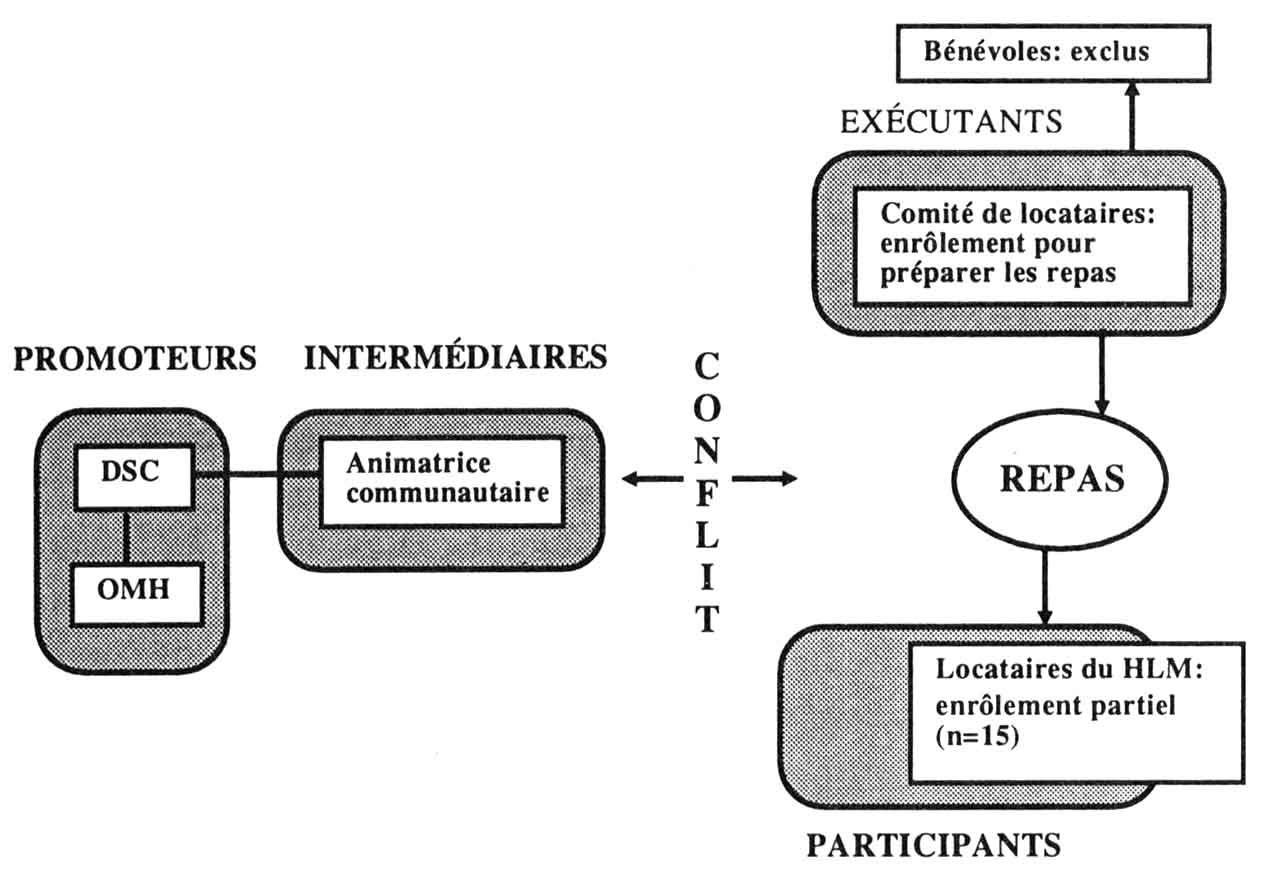 Bénévoles: exclus
EXÉCUTANTS
Comité de locataires:
enrôlement pour
préparer les repas
PROMOTEURS
INTERMÉDIAIRES
CONFLIT
DSC
Animatrice
communautaire
OMH
REPAS
Locataires du HLM:
enrôlement partiel
(n=15)
PARTICIPANTS